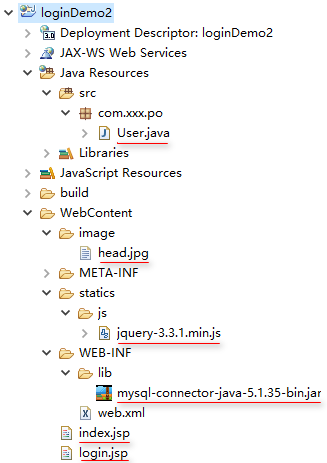 loginDemo2
Deployment Descriptor: loginDemo2
JAX-WS Web Services
Java Resources
src
com.xxx.po
User.java
Libraries
JavaScript Resources
build
WebContent
image
head.jpg
META-INF
statics
js
jquery-3.3.1.min.js
WEB-INF
lib
mysql-connector-java-5.1.35-bin.jar
web.xml
index.jsp
login.jsp